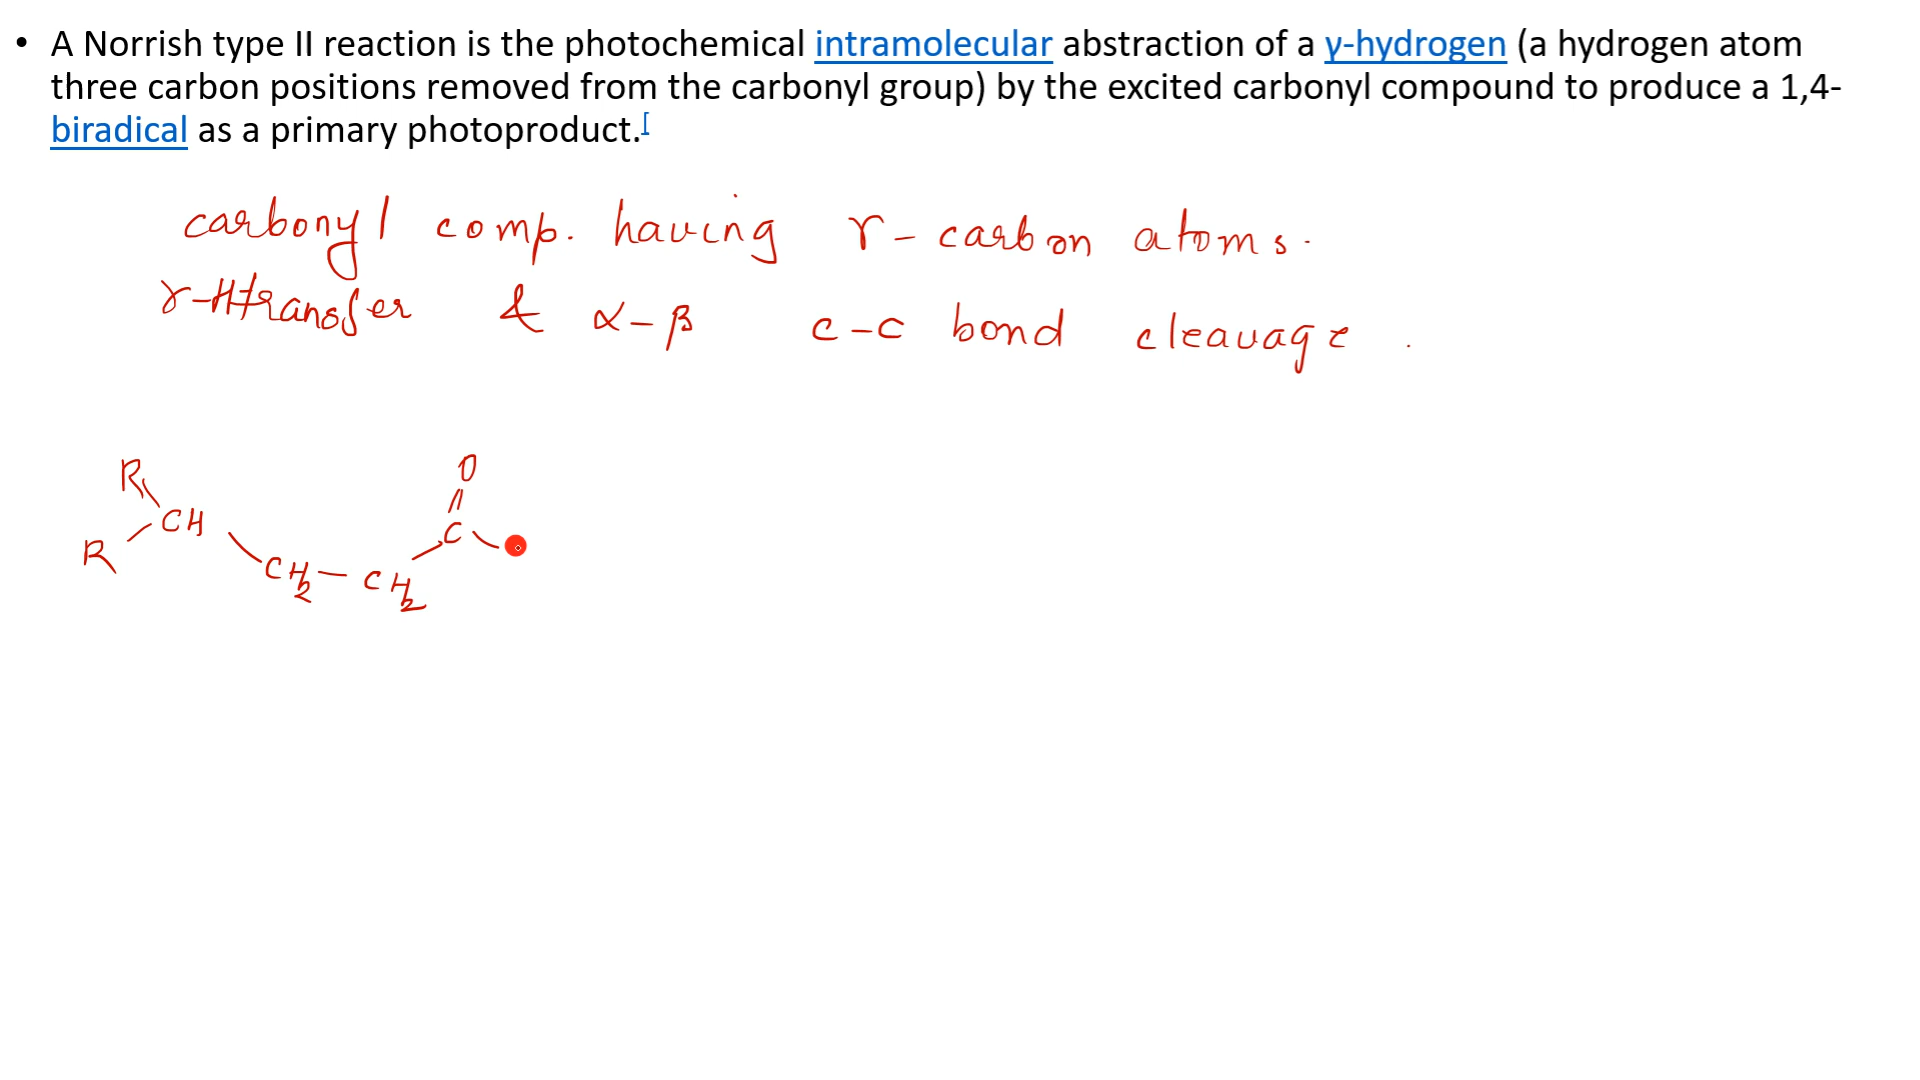 • A Norrish type II reaction is the photochemical intramolecular abstraction of a γ-hydrogen (a hydrogen atom
three carbon positions removed from the carbonyl group) by the excited carbonyl compound to produce a 1,4-
biradical as a primary photoproduct.[
carbonyl comp. having γ- carbon atoms.
γ-H transfer & α-β c-c bond cleavage.
R O
CH C
R CH2-CH2